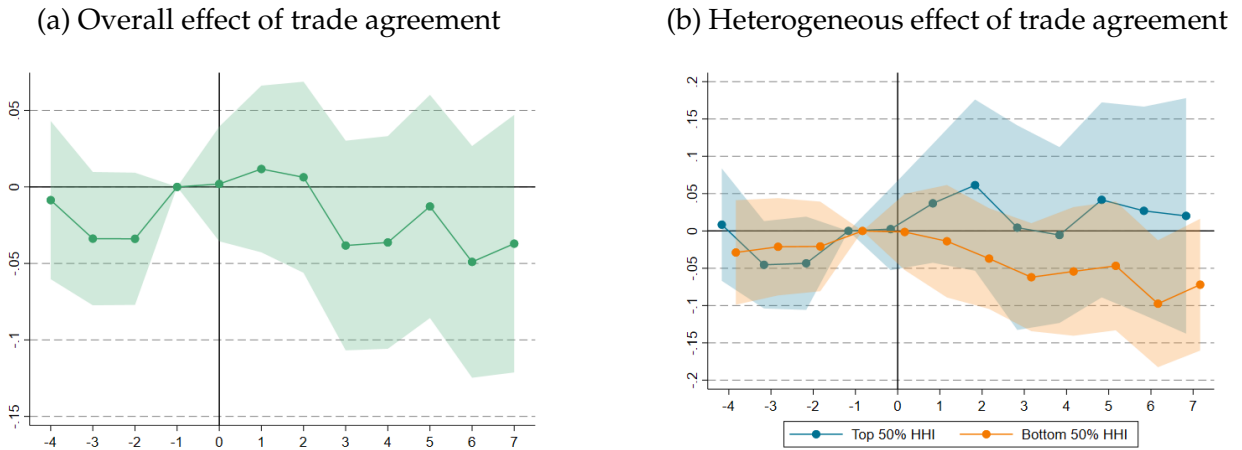 (a) Overall effect of trade agreement
.05
0
-.05
-.1
-.15
-4 -3 -2 -1 0 1 2 3 4 5 6 7
(b) Heterogeneous effect of trade agreement
.2
.15
.1
.05
0
-.05
-.1
-.15
-.2
-4 -3 -2 -1 0 1 2 3 4 5 6 7
Top 50% HHI Bottom 50% HHI